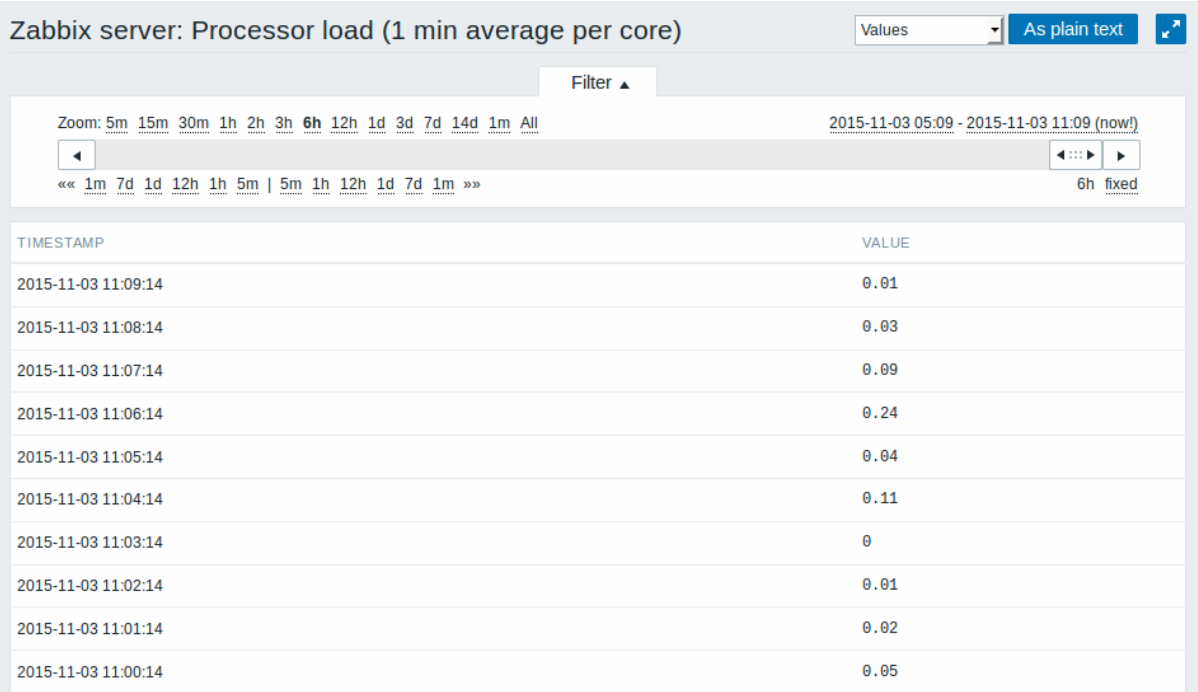 Zabbix server: Processor load (1 min average per core) Values As plain text
Filter ▲
Zoom: 5m 15m 30m 1h 2h 3h 6h 12h 1d 3d 7d 14d 1m All 2015-11-03 05:09 - 2015-11-03 11:09 (now!)
«« 1m 7d 1d 12h 1h 5m | 5m 1h 12h 1d 7d 1m »» 6h fixed
TIMESTAMP VALUE
2015-11-03 11:09:14 0.01
2015-11-03 11:08:14 0.03
2015-11-03 11:07:14 0.09
2015-11-03 11:06:14 0.24
2015-11-03 11:05:14 0.04
2015-11-03 11:04:14 0.11
2015-11-03 11:03:14 0
2015-11-03 11:02:14 0.01
2015-11-03 11:01:14 0.02
2015-11-03 11:00:14 0.05